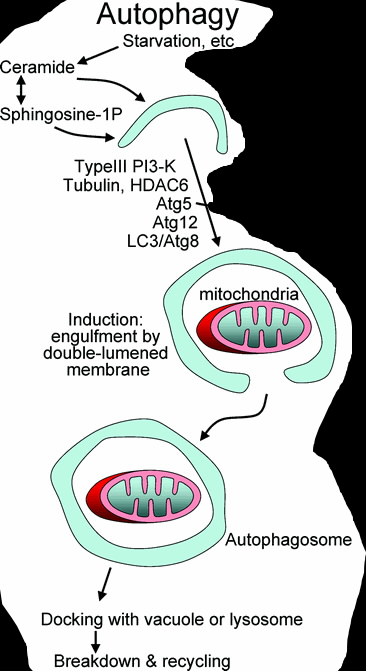 Autophagy
Starvation, etc
Ceramide
Sphingosine-1P
TypeIII PI3-K
Tubulin, HDAC6
Atg5
Atg12
LC3/Atg8
mitochondria
Induction:
engulfment by
double-lumened
membrane
Autophagosome
Docking with vacuole or lysosome
Breakdown & recycling